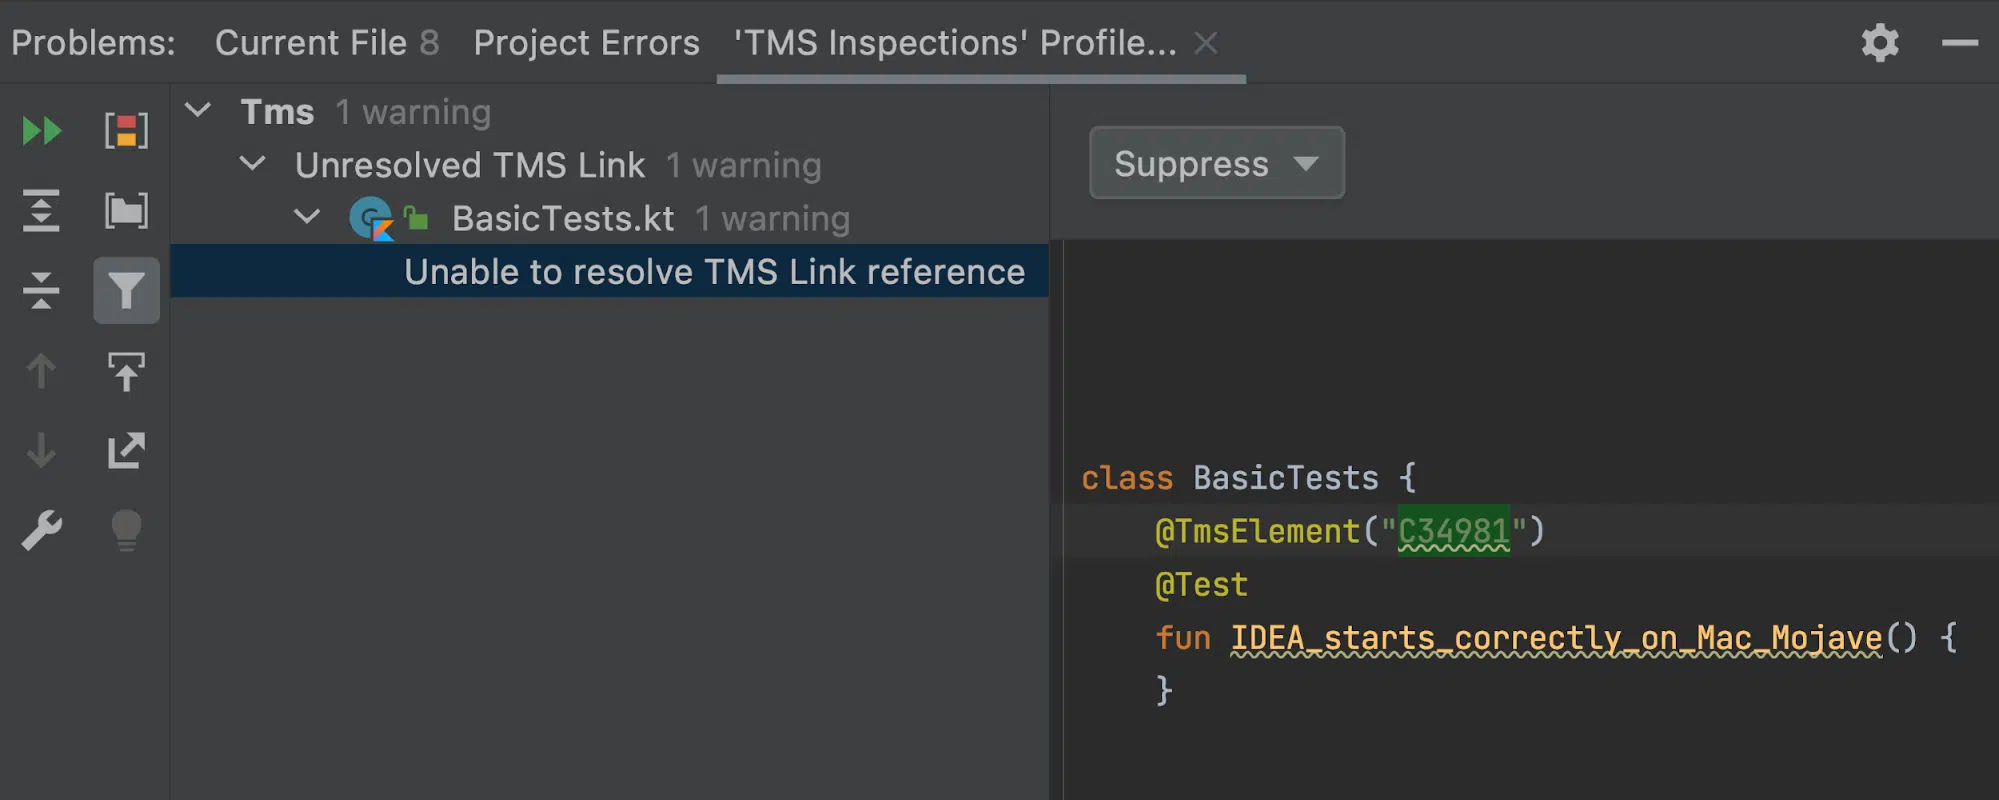 Problems: Current File 8 Project Errors 'TMS Inspections' Profile...
Tms 1 warning
Unresolved TMS Link 1 warning
BasicTests.kt 1 warning
Unable to resolve TMS Link reference
Suppress
class BasicTests {
@TmsElement("C34981")
@Test
fun IDEA_starts_correctly_on_Mac_Mojave() {
}